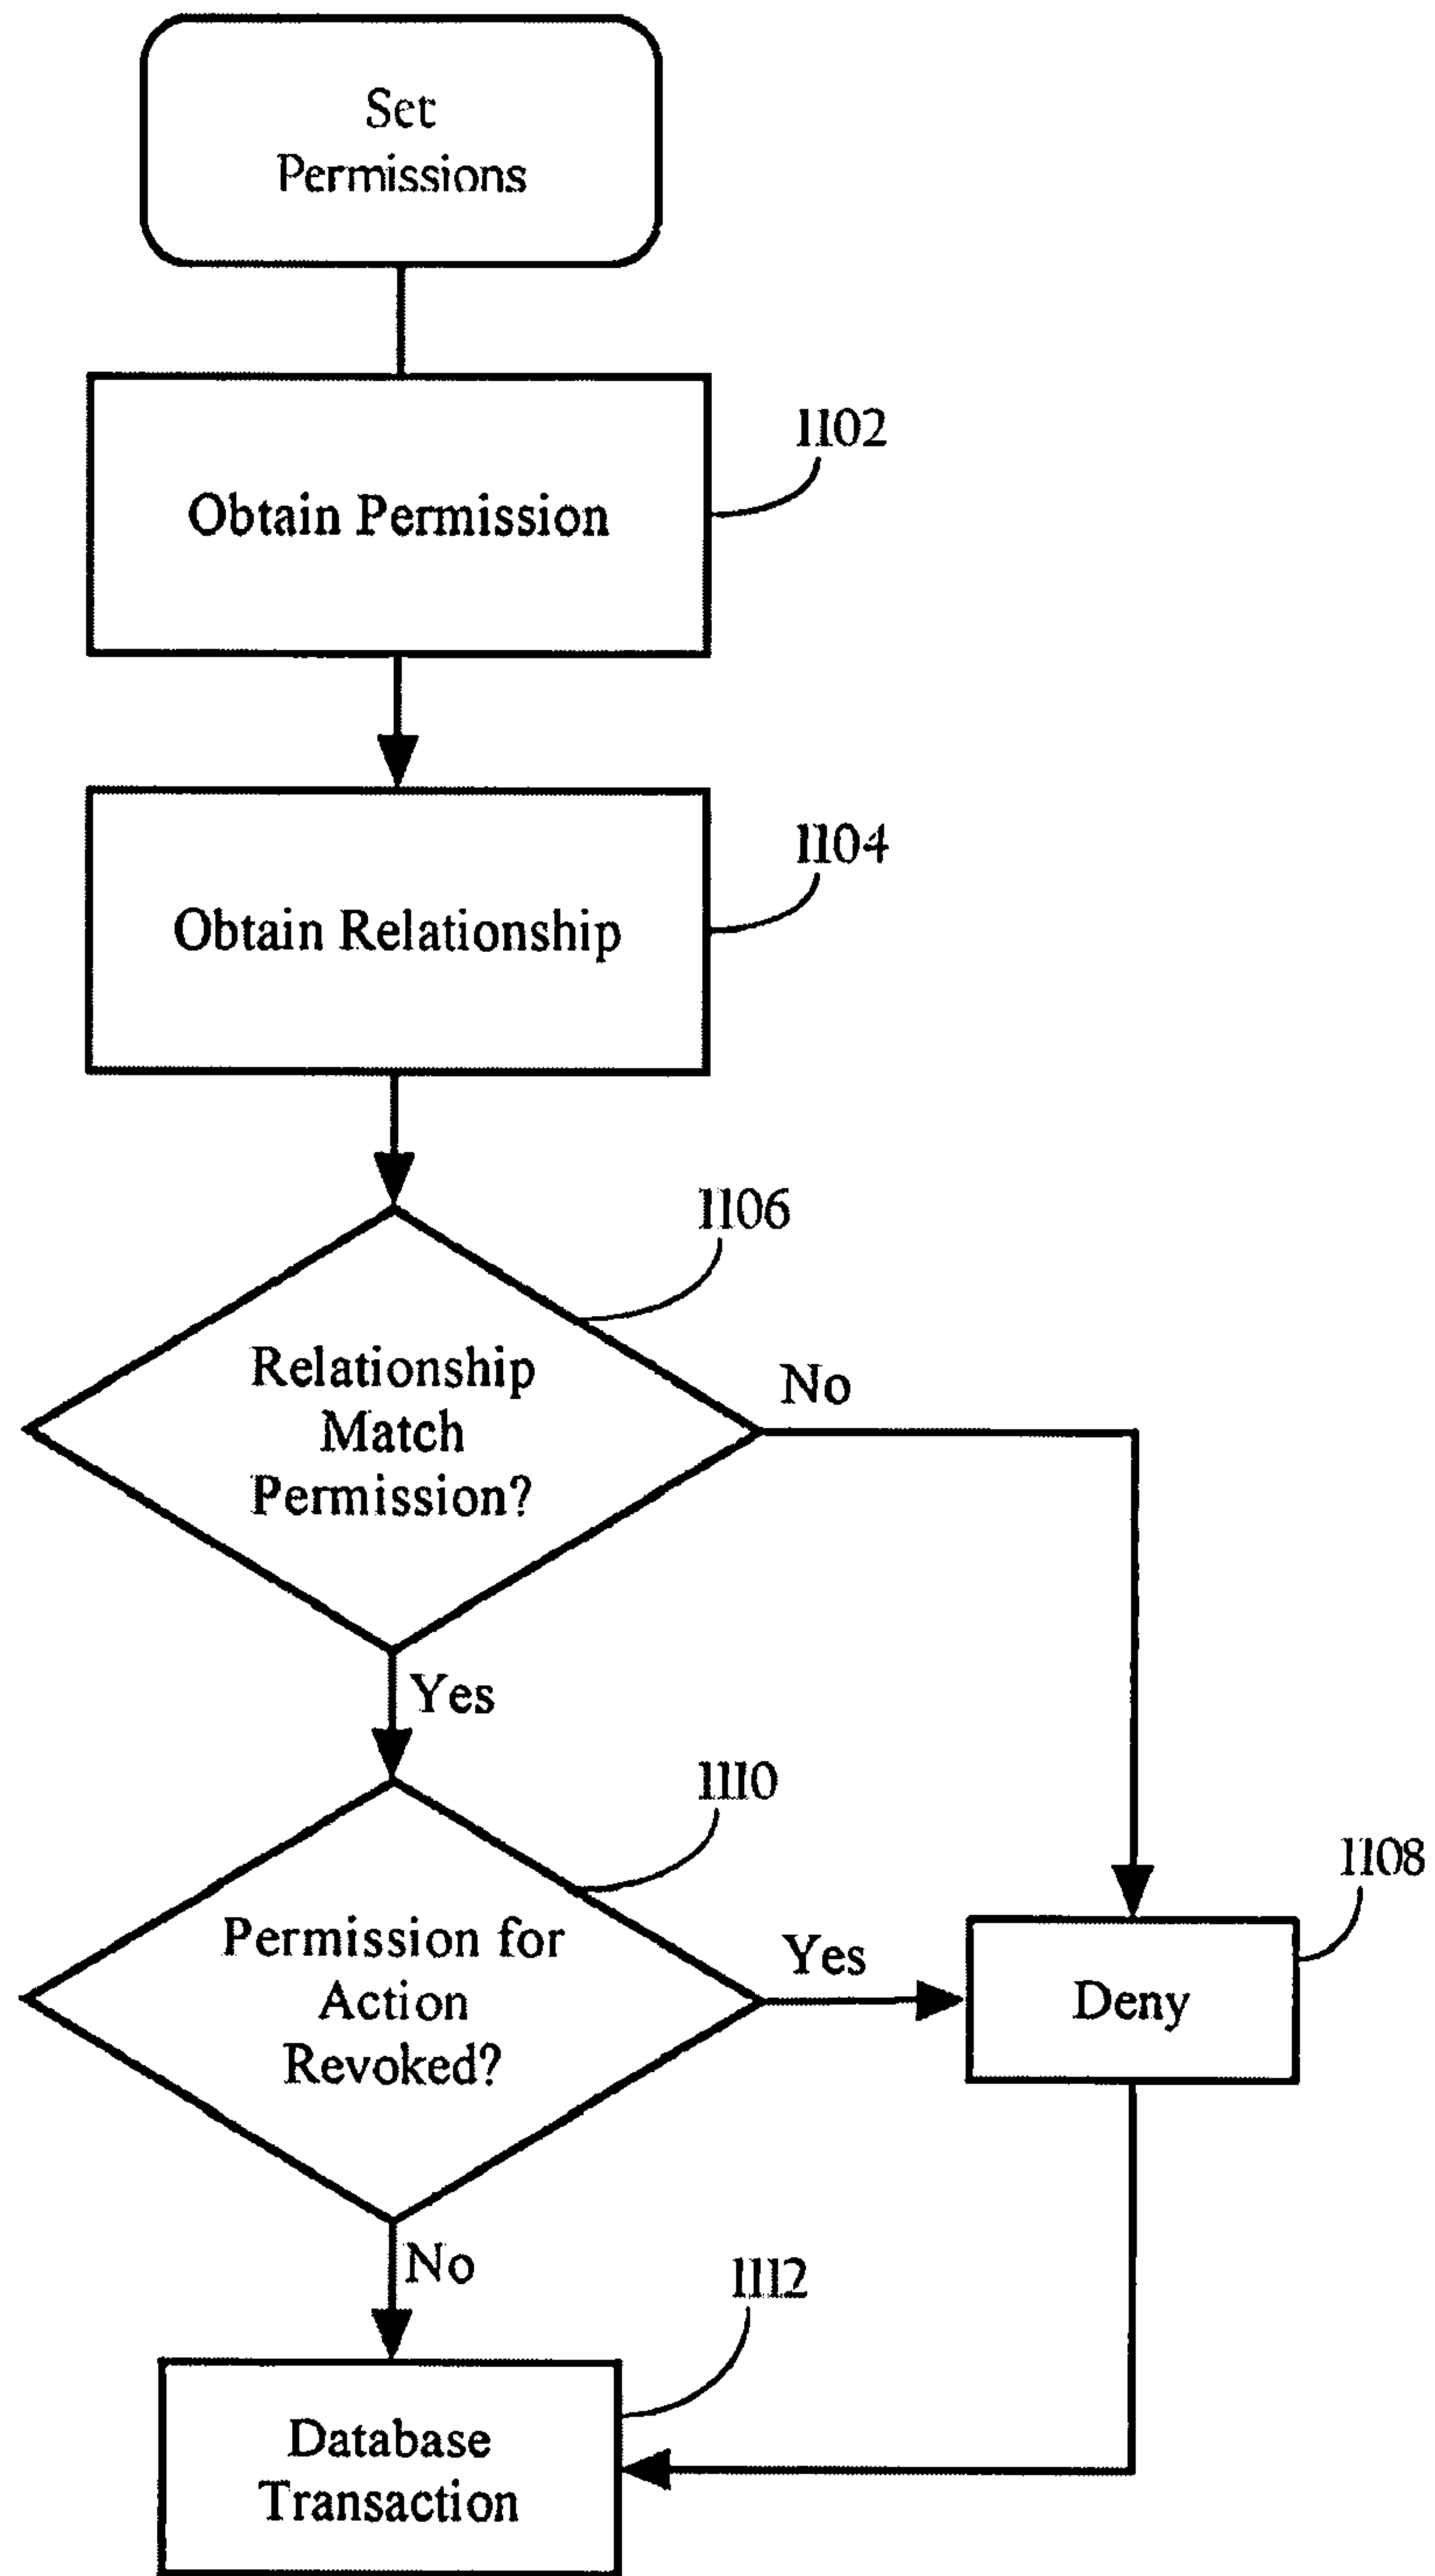 Set
Permissions
1102
Obtain Permission
1104
Obtain Relationship
1106
Relationship
Match
Permission?
No
Yes
1110
1108
Permission for
Action
Revoked?
Yes
Deny
No
1112
Database
Transaction